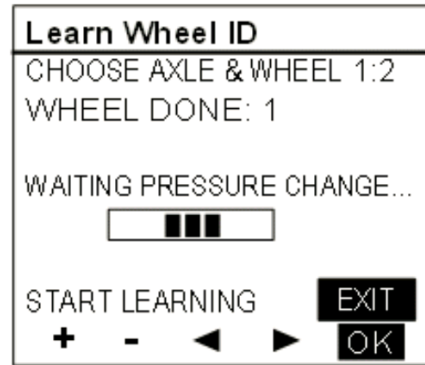 Learn Wheel ID
CHOOSE AXLE & WHEEL 1:2
WHEEL DONE: 1
WAITING PRESSURE CHANGE...
START LEARNING EXIT
+ - ◀ ▶ OK